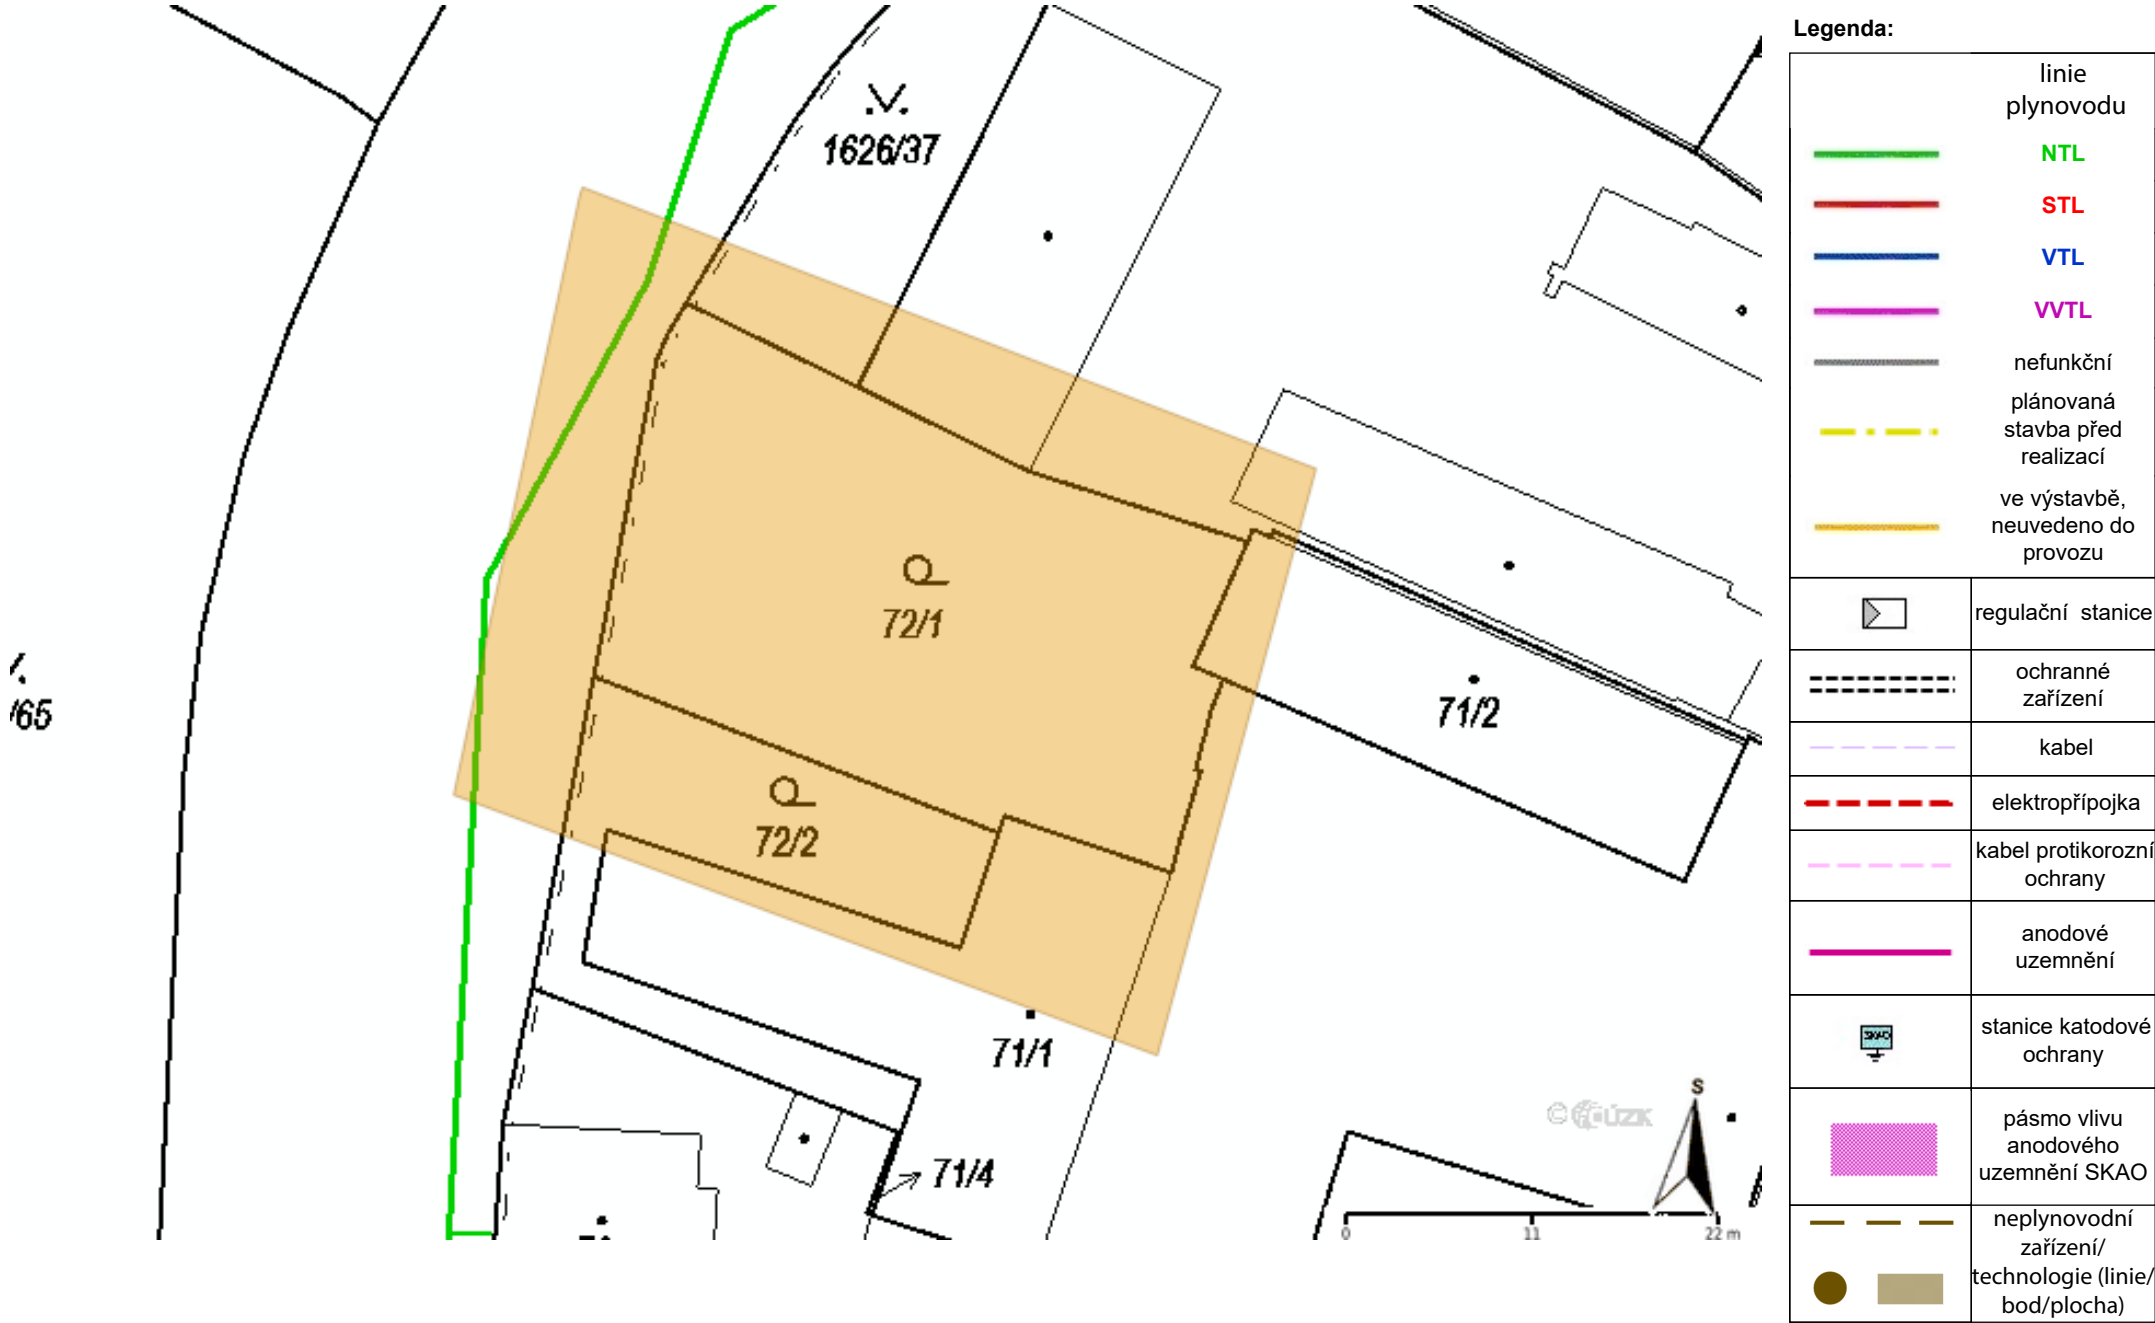 1626/37
72/1
/65
71/2
72/2
71/1
71/4
© ČÚZK
S
0 11 22 m
Legenda:
linie
plynovodu
NTL
STL
VTL
VVTL
nefunkční
plánovaná
stavba před
realizací
ve výstavbě,
neuvedeno do
provozu
regulační stanice
ochranné
zařízení
kabel
elektropřípojka
kabel protikorozní
ochrany
anodové
uzemnění
SKAO
stanice katodové
ochrany
pásmo vlivu
anodového
uzemnění SKAO
neplynovodní
zařízení/
technologie (linie/
bod/plocha)